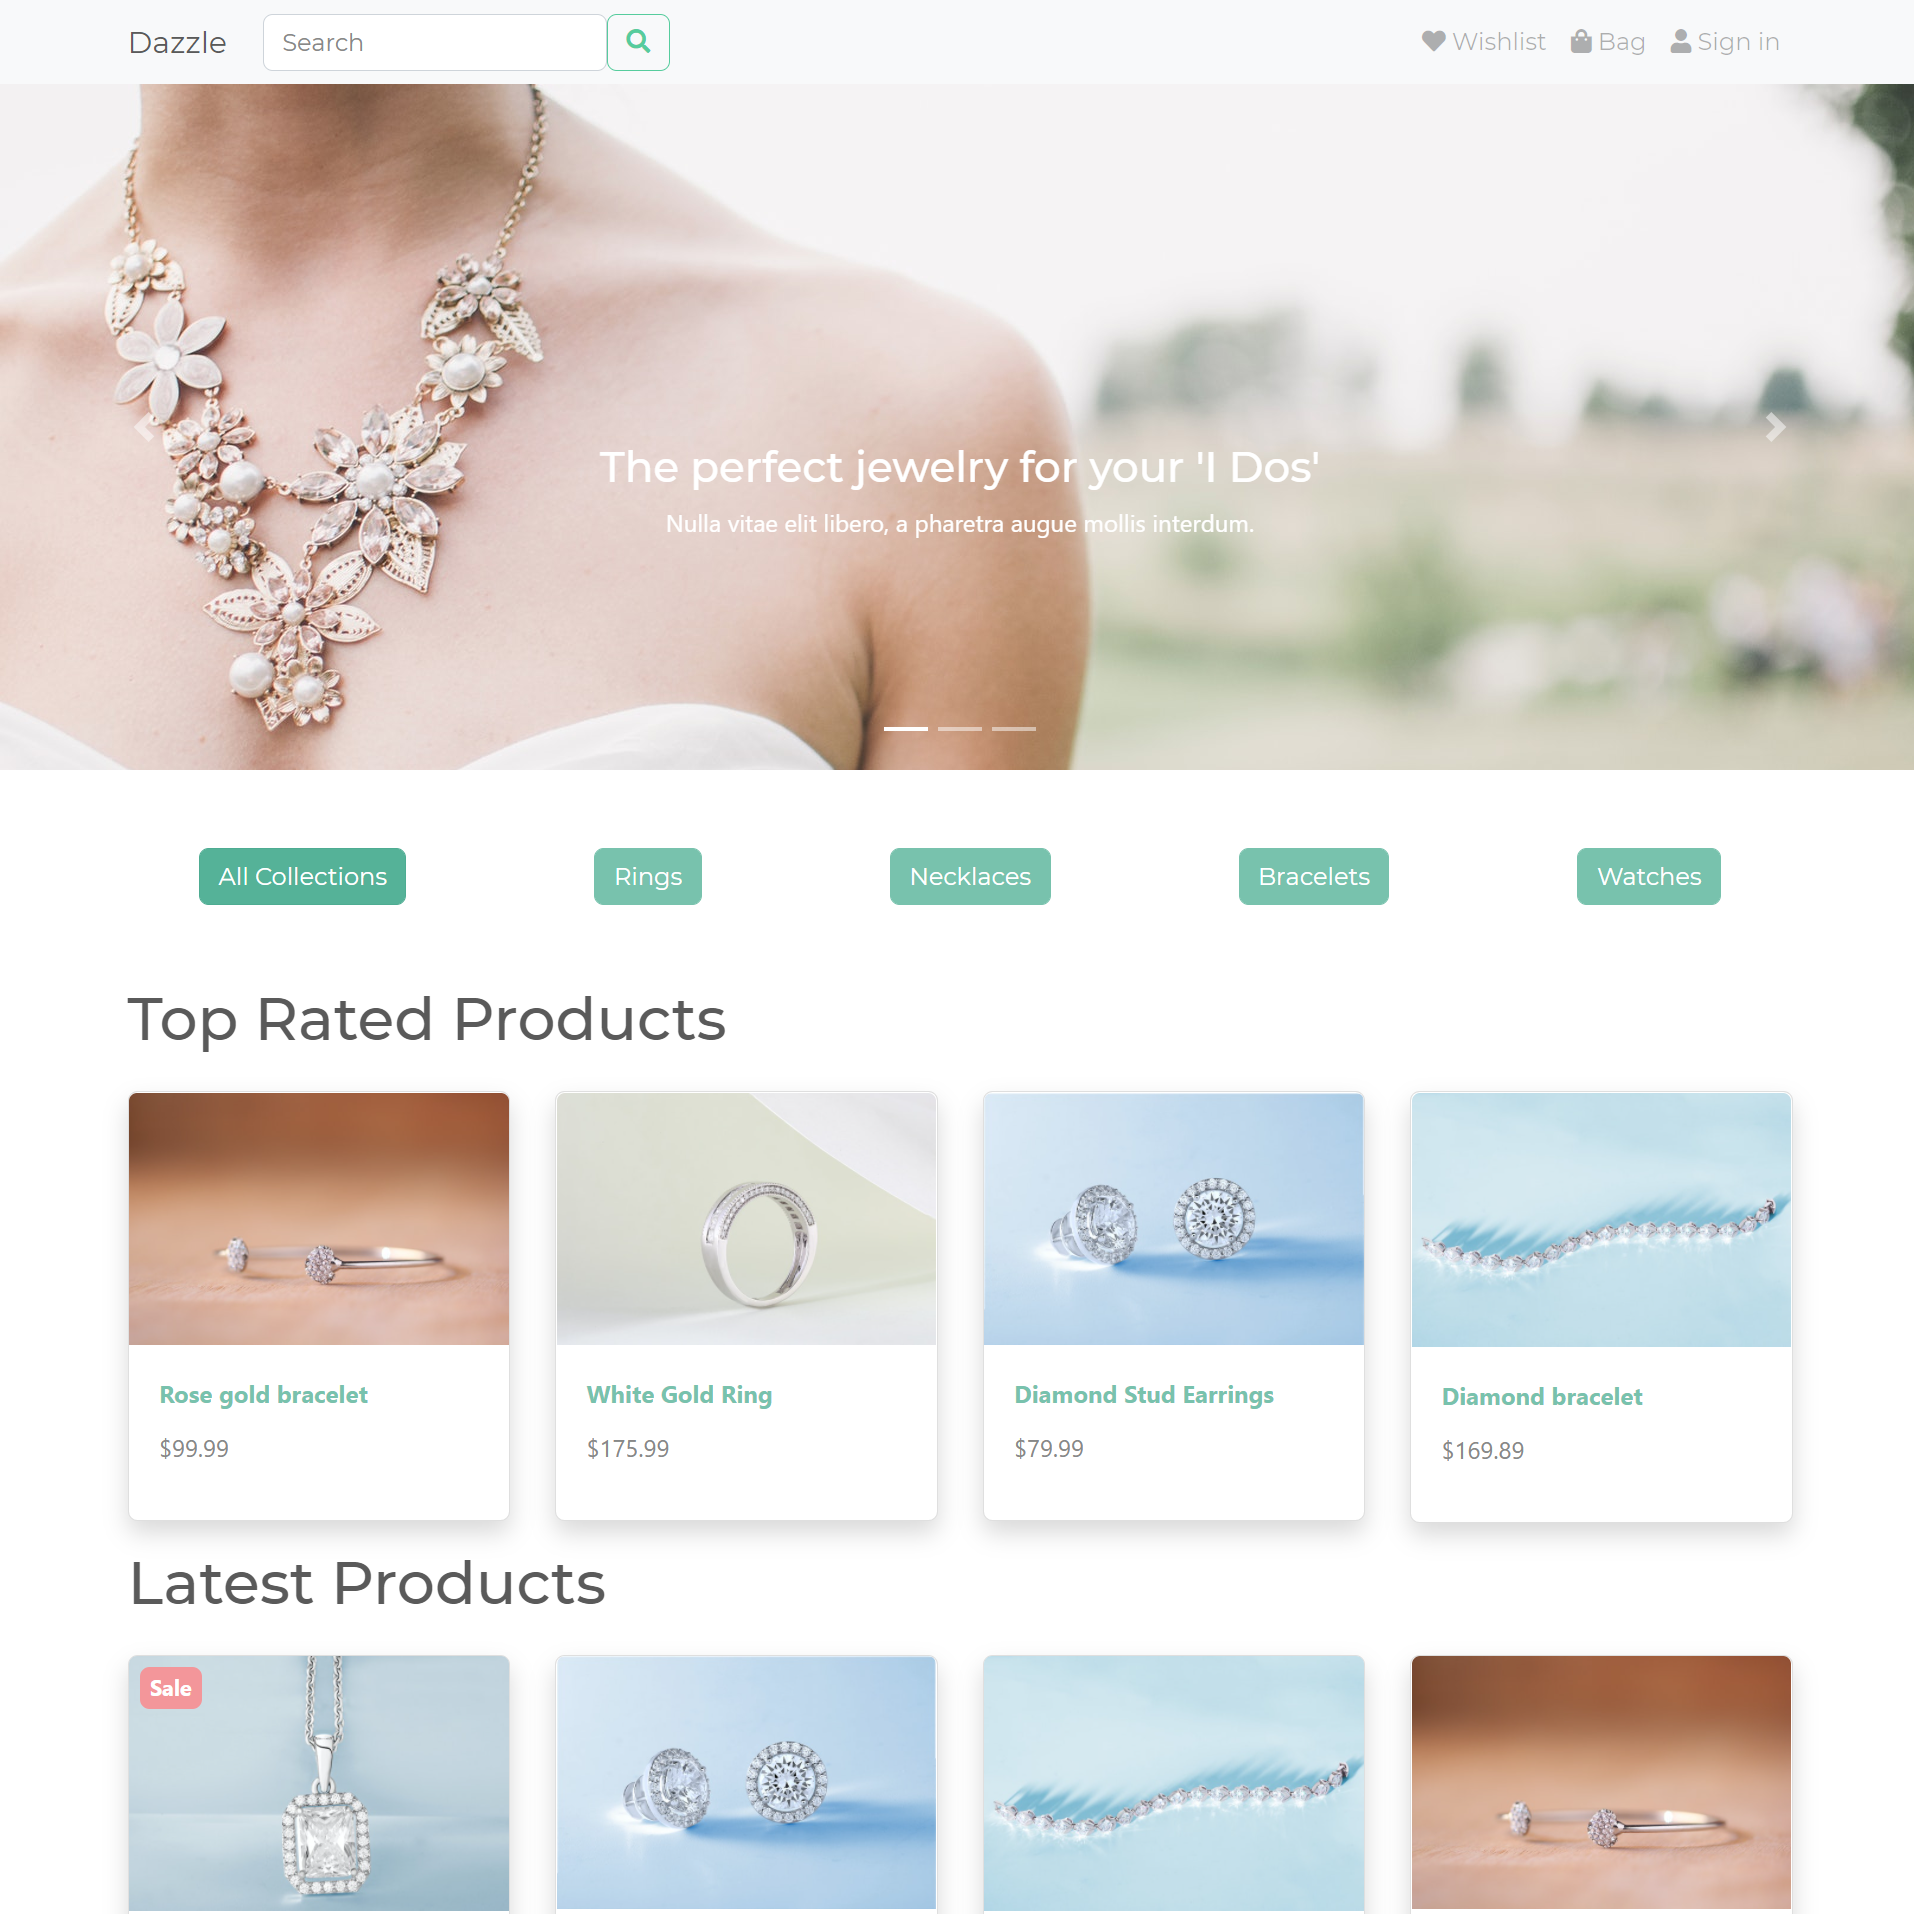 Dazzle Search Wishlist Bag Sign in
The perfect jewelry for your 'I Dos'
Nulla vitae elit libero, a pharetra augue mollis interdum.
All Collections Rings Necklaces Bracelets Watches
Top Rated Products
Rose gold bracelet White Gold Ring Diamond Stud Earrings Diamond bracelet
$99.99 $175.99 $79.99 $169.89
Latest Products
Sale